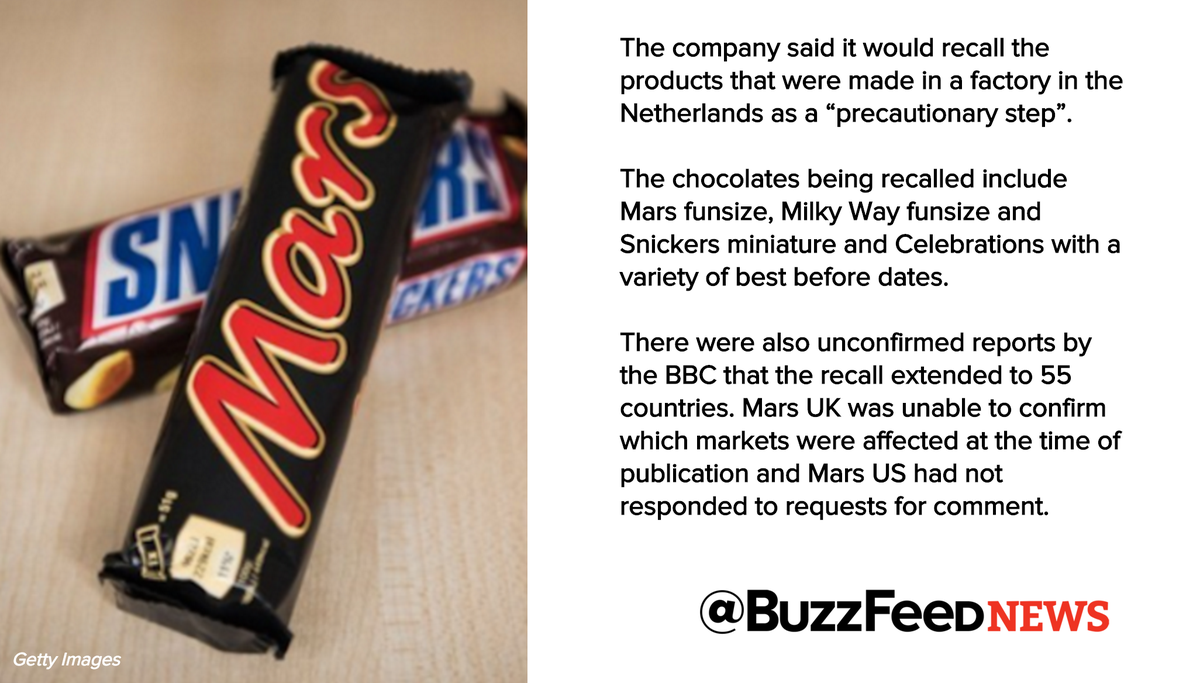 Mars
SN
RS
CKERS
= 51g
The company said it would recall the
products that were made in a factory in the
Netherlands as a “precautionary step”.
The chocolates being recalled include
Mars funsize, Milky Way funsize and
Snickers miniature and Celebrations with a
variety of best before dates.
There were also unconfirmed reports by
the BBC that the recall extended to 55
countries. Mars UK was unable to confirm
which markets were affected at the time of
publication and Mars US had not
responded to requests for comment.
@BuzzFeed NEWS
Getty Images